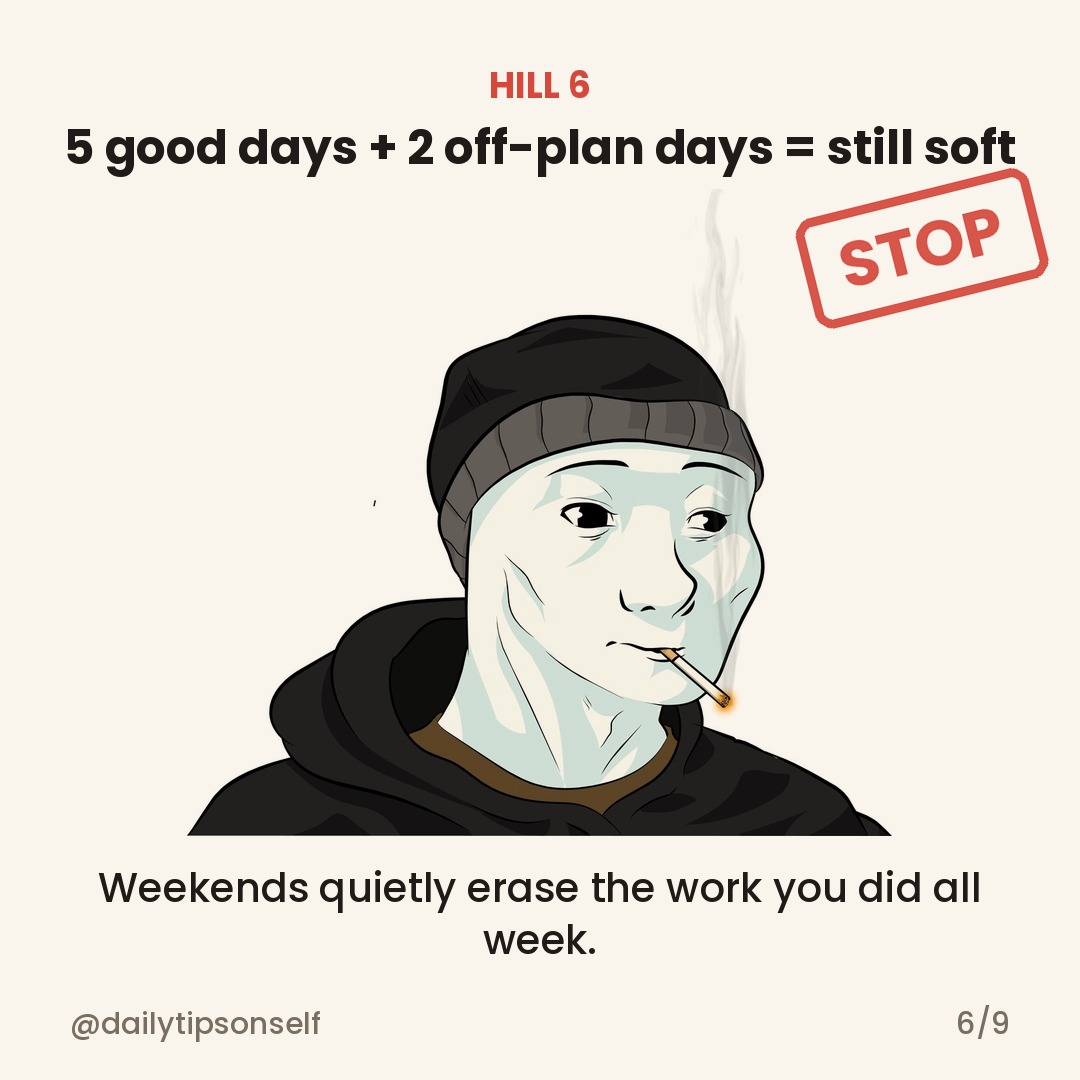 HILL 6
5 good days + 2 off-plan days = still soft
STOP
Weekends quietly erase the work you did all
week.
@dailytipsonself
6/9